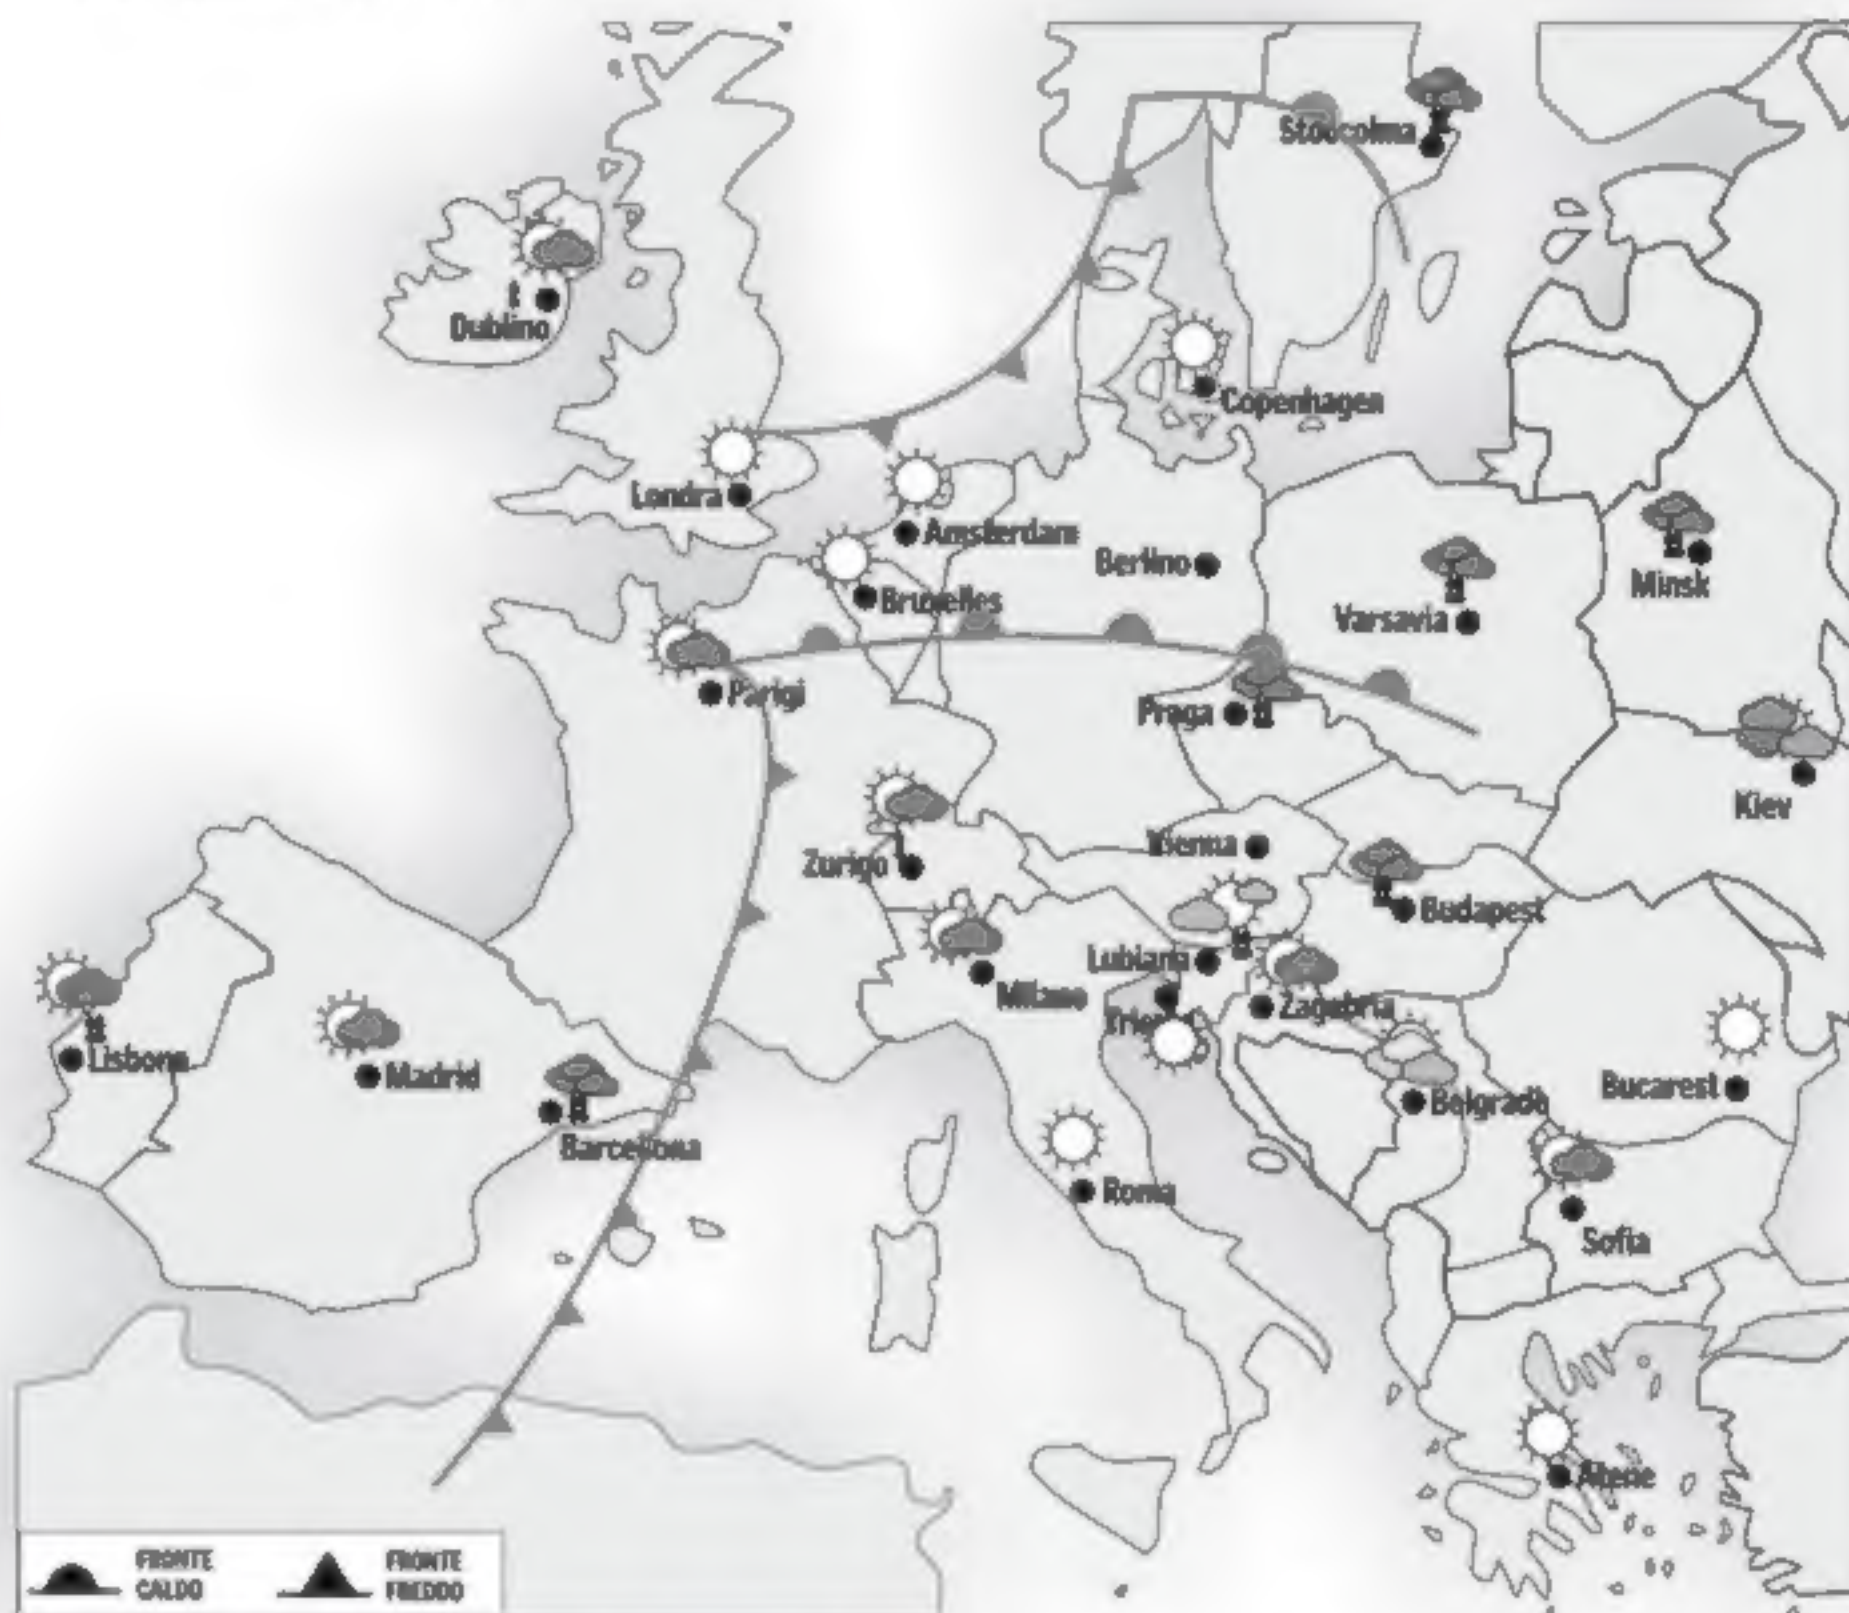 Stoccolma
Dublino
Copenhagen
Londra
Amsterdam
Berlino
Bruxelles
Minsk
Varsavia
Parigi
Praga
Kiev
Vienna
Zurigo
Budapest
Lubiana
Milano
Zagabria
Trieste
Lisbona
Madrid
Bucarest
Belgrado
Barcellona
Roma
Sofia
Atene
FRONTE
CALDO
FRONTE
FREDDO